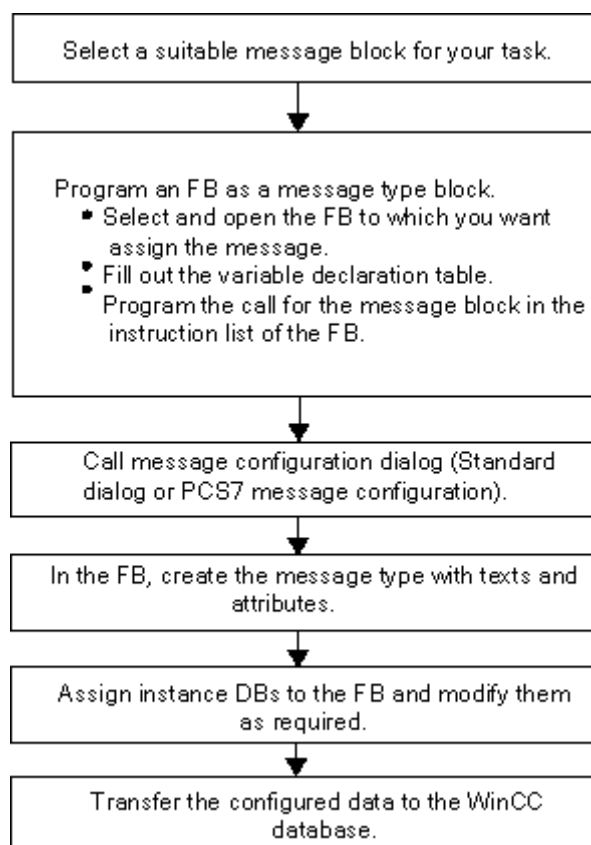 Select a suitable message block for your task.
Program an FB as a message type block.
• Select and open the FB to which you want
assign the message.
• Fill out the variable declaration table.
• Program the call for the message block in the
instruction list of the FB.
Call message configuration dialog (Standard
dialog or PCS7 message configuration).
In the FB, create the message type with texts and
attributes.
Assign instance DBs to the FB and modify them
as required.
Transfer the configured data to the WinCC
database.